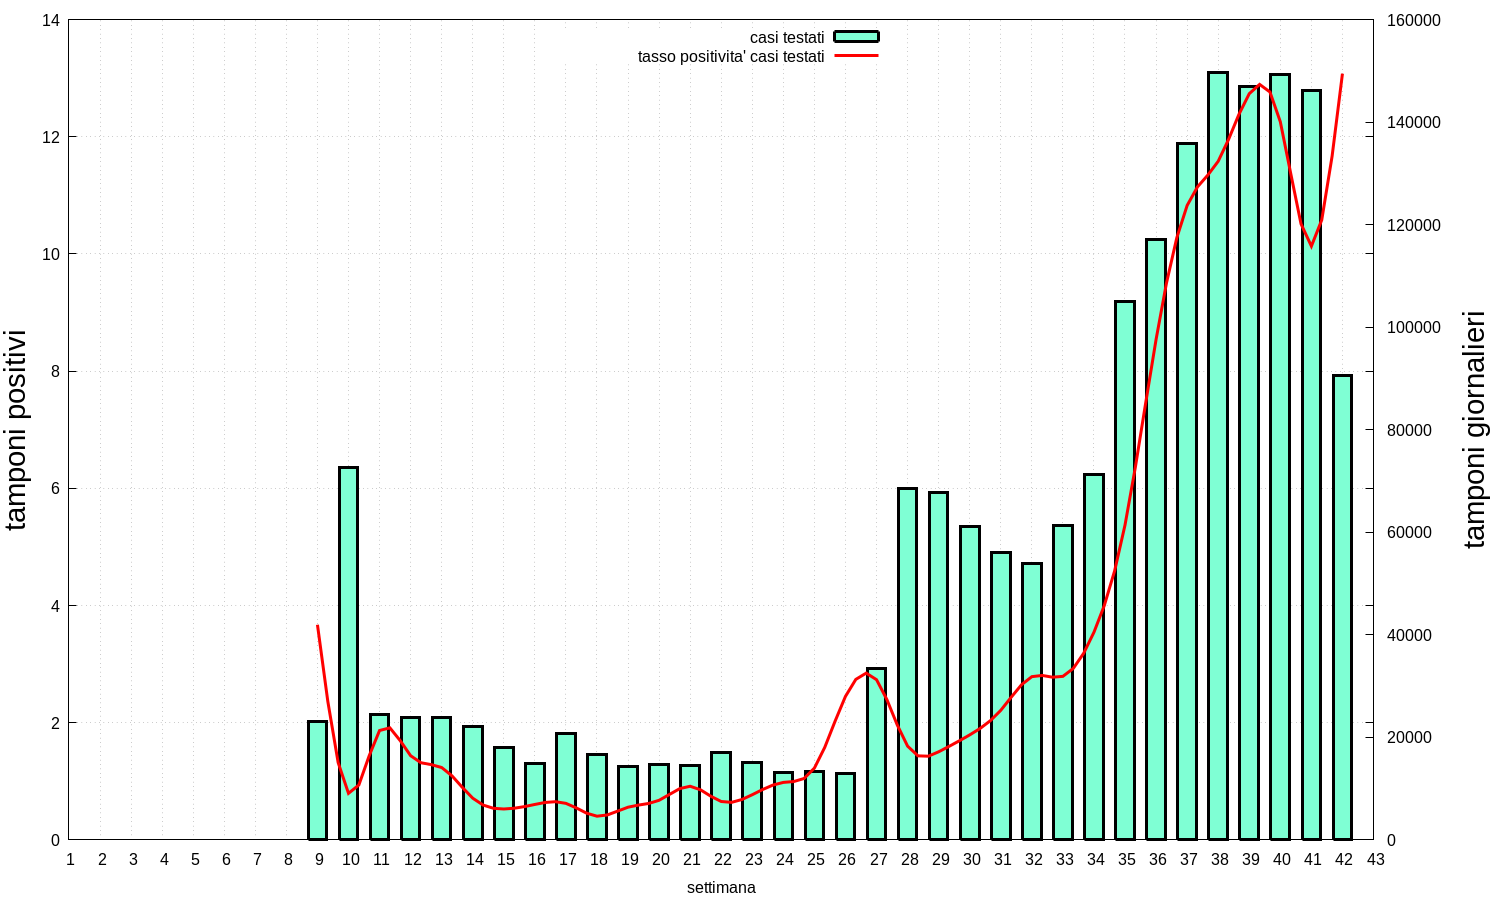 casi testati
tasso positivita' casi testati
14
12
10
8
6
4
2
0
160000
140000
120000
100000
80000
60000
40000
20000
0
tamponi positivi
tamponi giornalieri
1 2 3 4 5 6 7 8 9 10 11 12 13 14 15 16 17 18 19 20 21 22 23 24 25 26 27 28 29 30 31 32 33 34 35 36 37 38 39 40 41 42 43
settimana